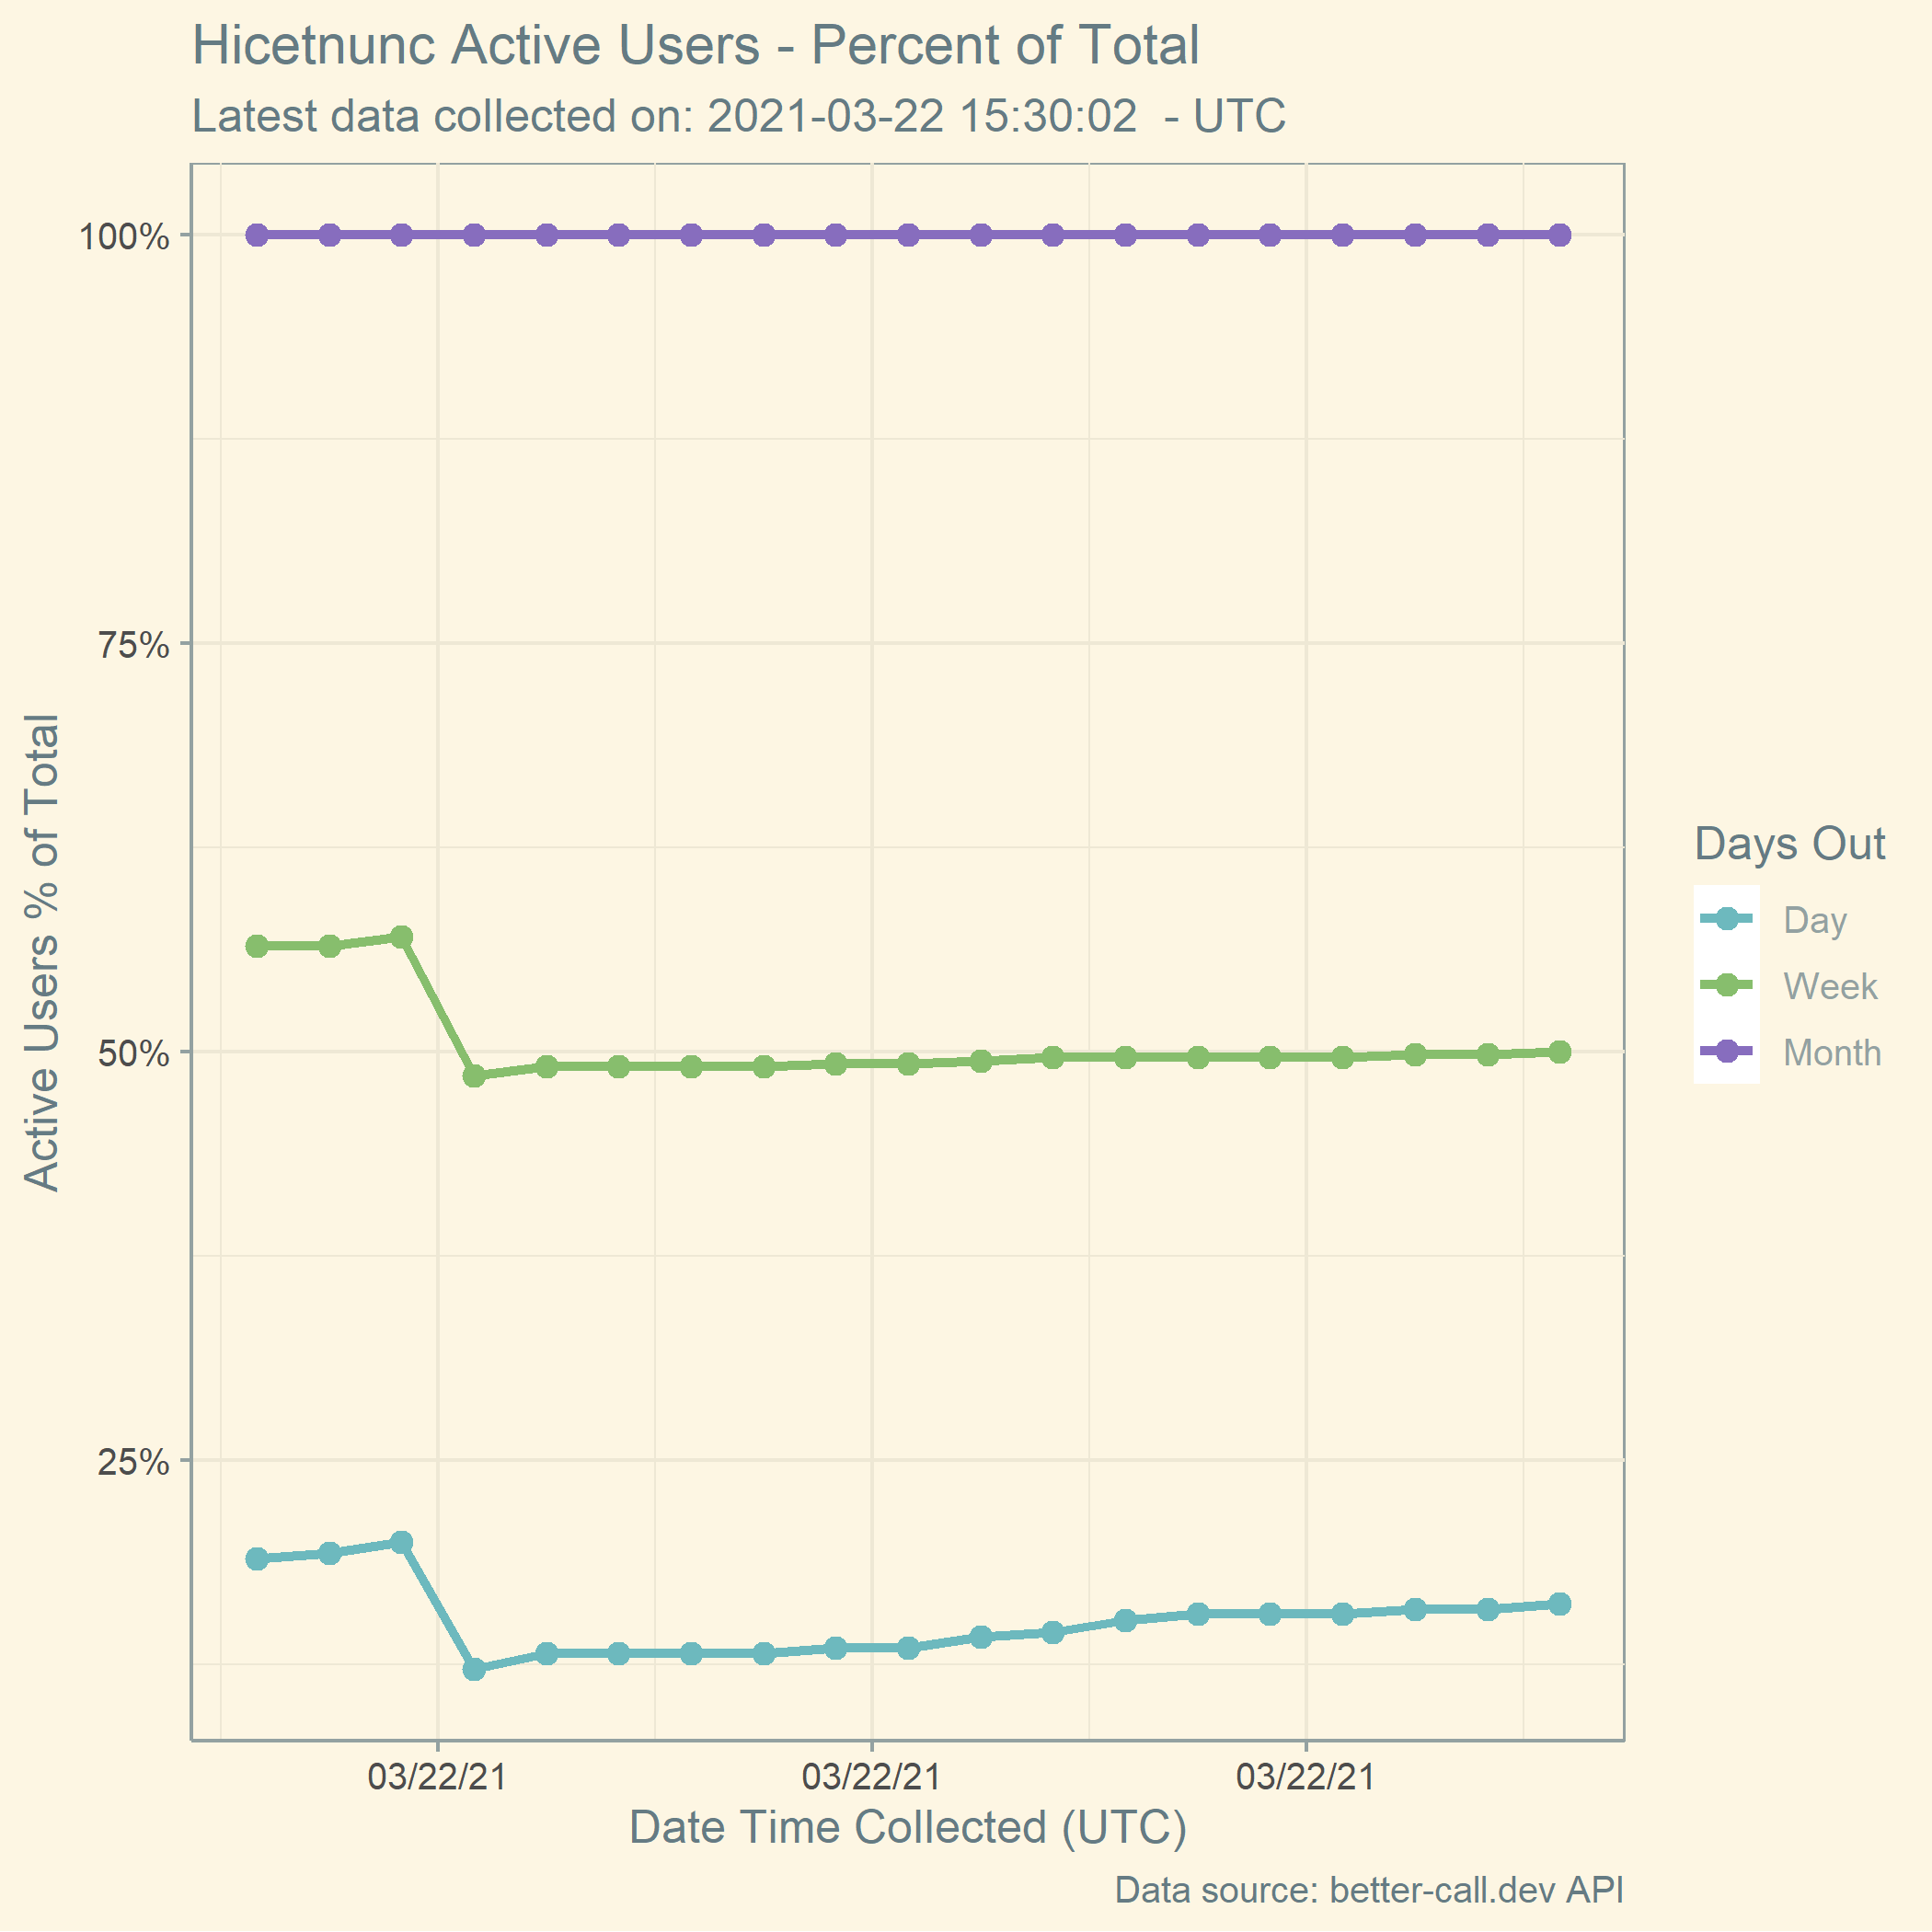 Hicetnunc Active Users - Percent of Total
Latest data collected on: 2021-03-22 15:30:02  - UTC
100%
75%
50%
25%
Active Users % of Total
03/22/21
03/22/21
03/22/21
Date Time Collected (UTC)
Days Out
Day
Week
Month
Data source: better-call.dev API